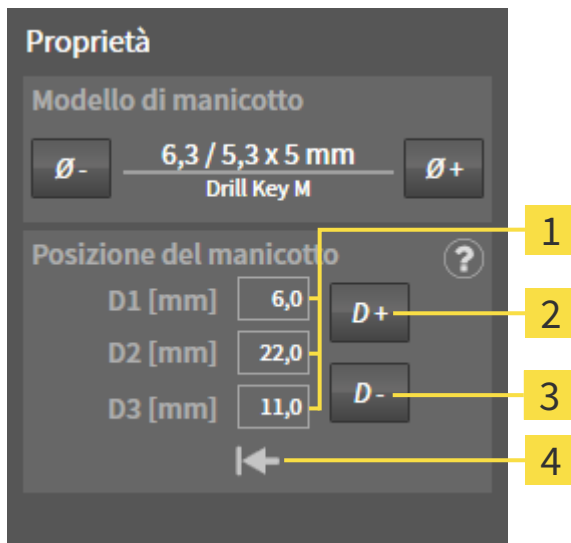 Proprietà
Modello di manicotto
Ø -
6,3 / 5,3 x 5 mm
Drill Key M
Ø +
Posizione del manicotto
?
D1 [mm] 6,0
D2 [mm] 22,0
D3 [mm] 11,0
D +
D -
1
2
3
4